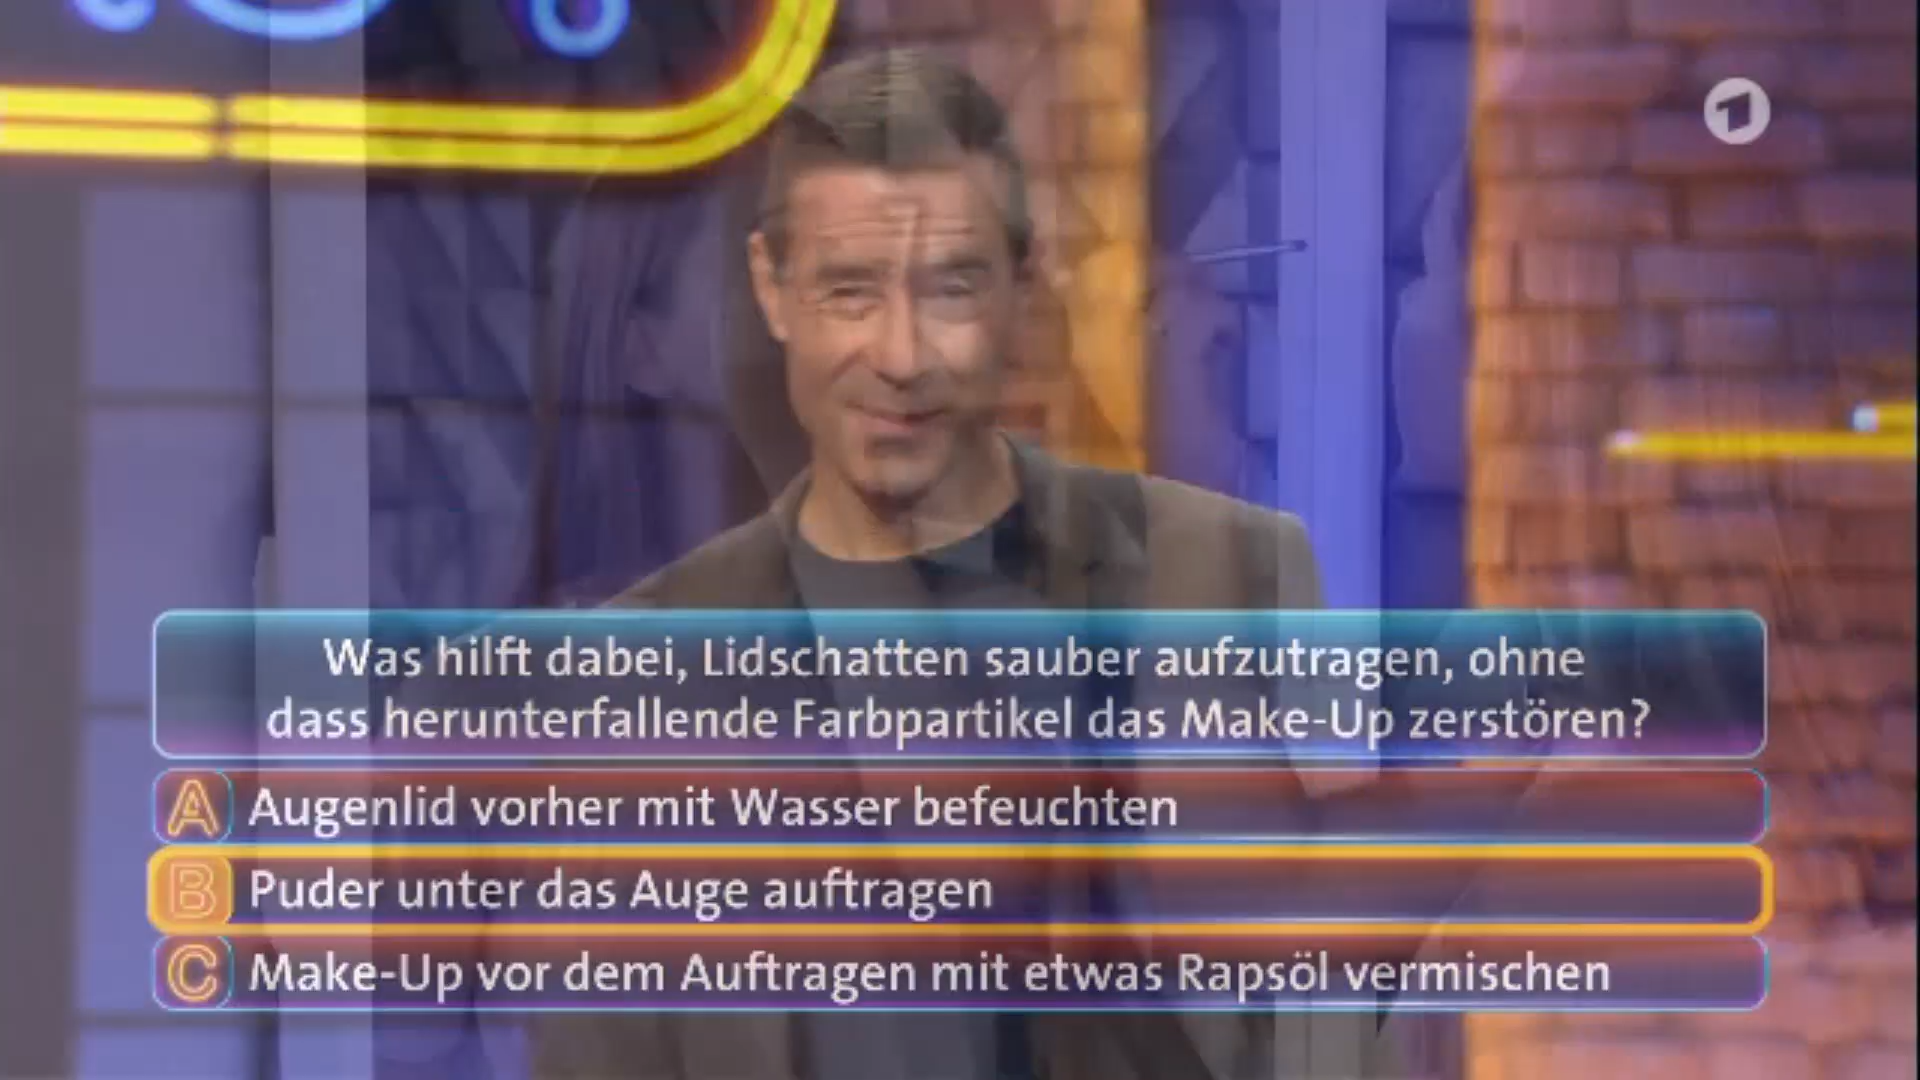 Was hilft dabei, Lidschatten sauber aufzutragen, ohne
dass herunterfallende Farbpartikel das Make-Up zerstören?
A Augenlid vorher mit Wasser befeuchten
B Puder unter das Auge auftragen
C Make-Up vor dem Auftragen mit etwas Rapsöl vermischen